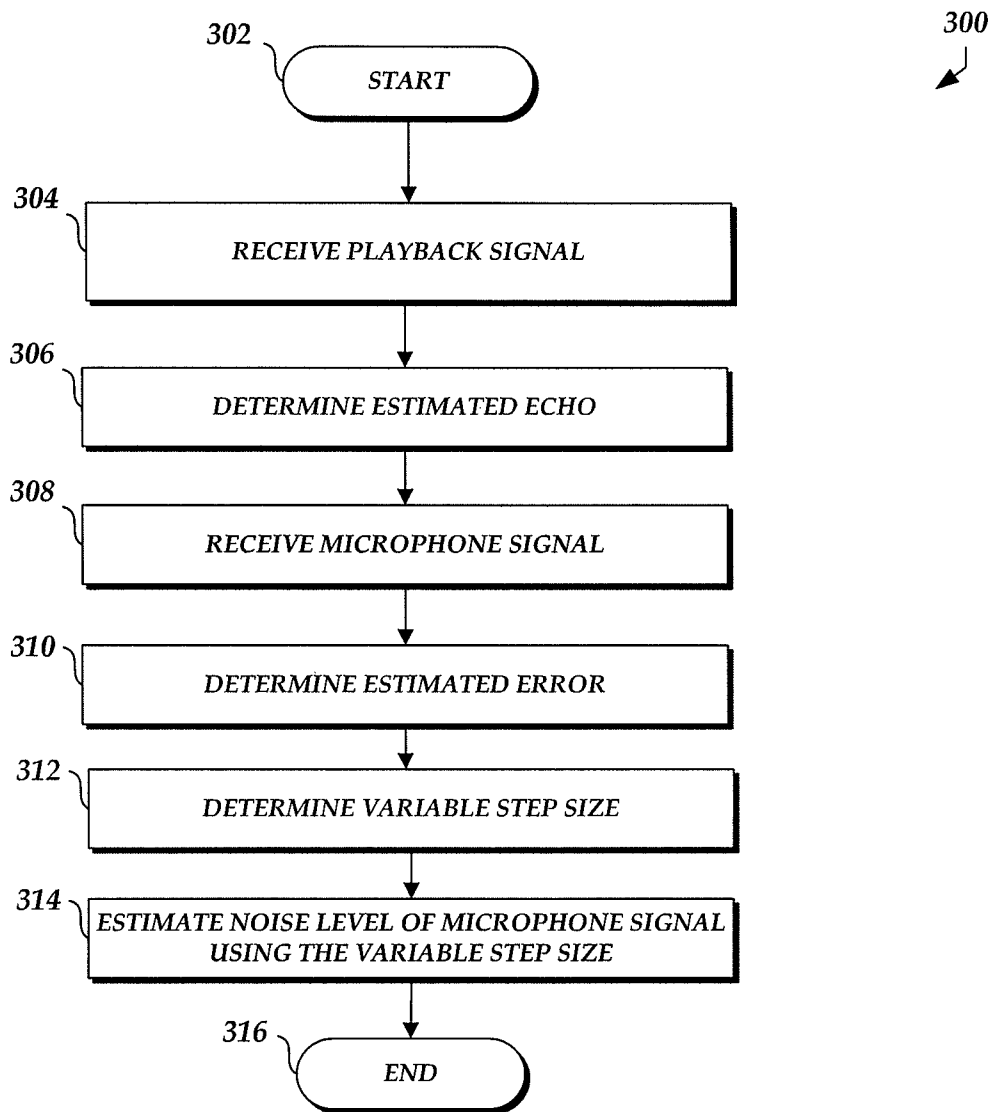 300
302
START
304
RECEIVE PLAYBACK SIGNAL
306
DETERMINE ESTIMATED ECHO
308
RECEIVE MICROPHONE SIGNAL
310
DETERMINE ESTIMATED ERROR
312
DETERMINE VARIABLE STEP SIZE
314
ESTIMATE NOISE LEVEL OF MICROPHONE SIGNAL
USING THE VARIABLE STEP SIZE
316
END